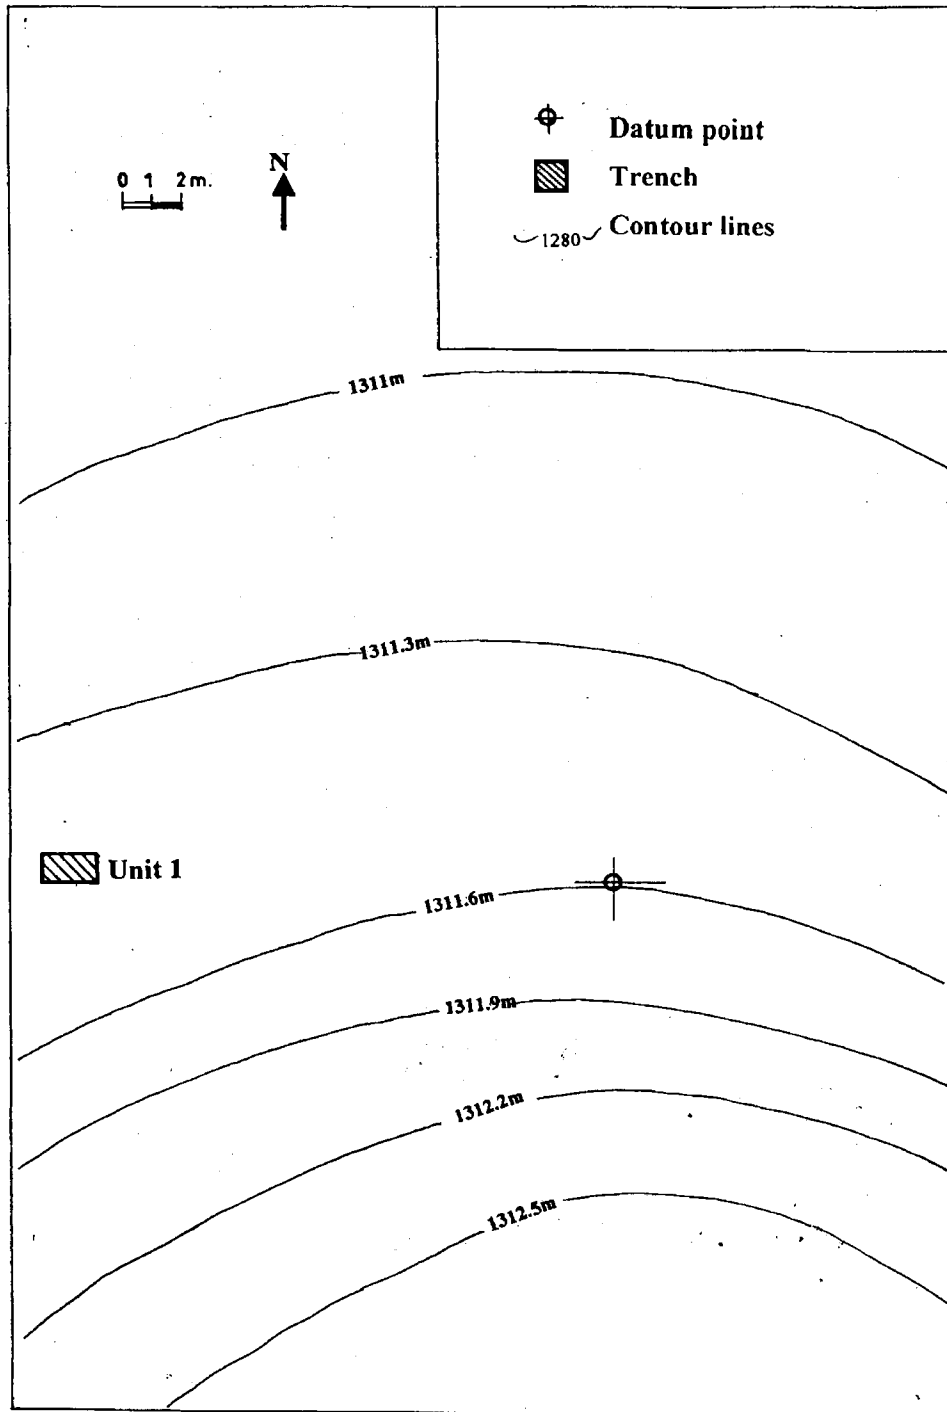 0 1 2m.
N
Datum point
Trench
1280
Contour lines
1311m
1311.3m
Unit 1
1311.6m
1311.9m
1312.2m
1312.5m